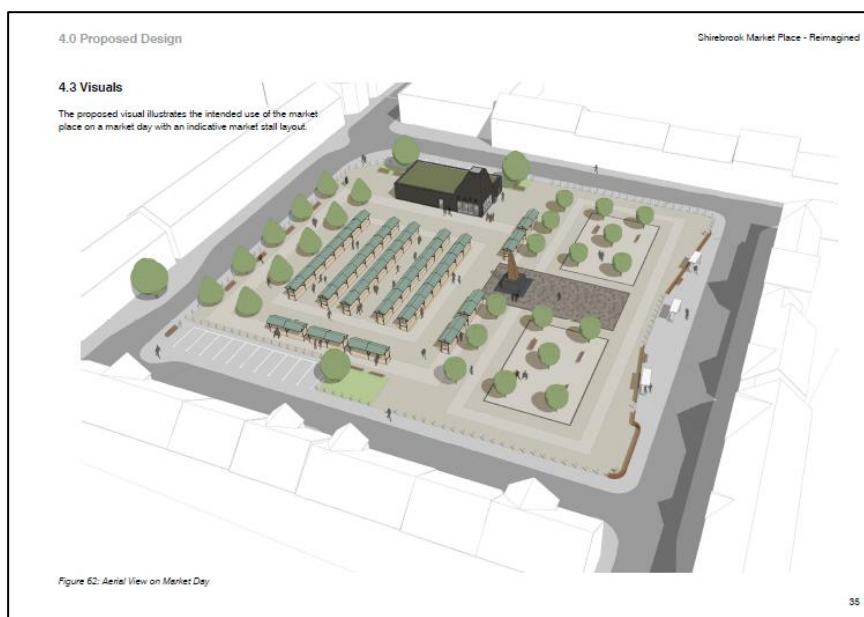 4.0 Proposed Design
Shirebrook Market Place - Reimagined
4.3 Visuals
The proposed visual illustrates the intended use of the market
place on a market day with an indicative market stall layout.
Figure 62: Aerial View on Market Day
35